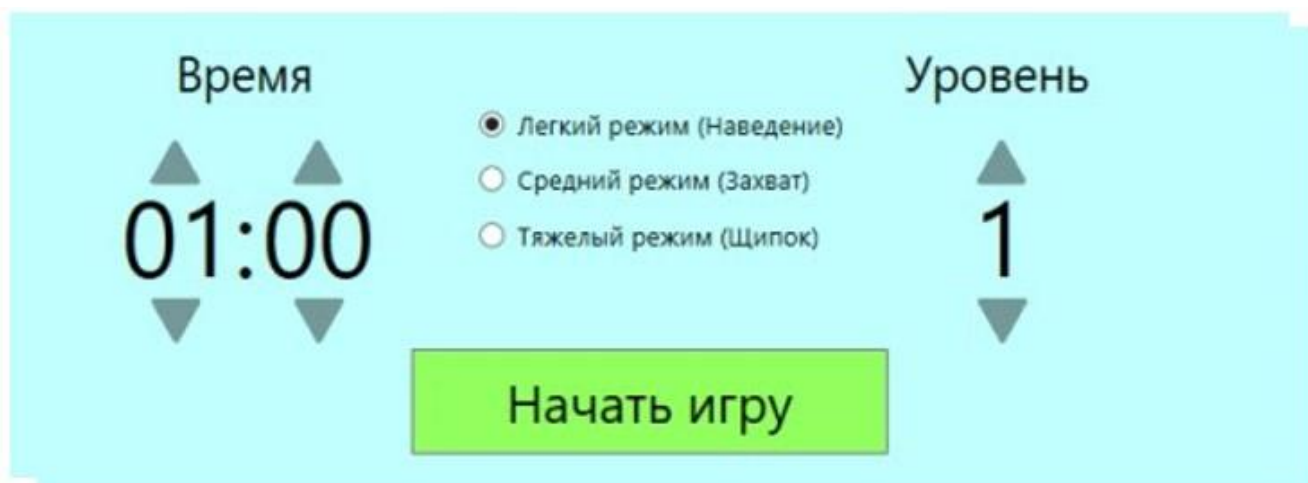 Время
01:00
Легкий режим (Наведение)
Средний режим (Захват)
Тяжелый режим (Щипок)
Уровень
1
Начать игру